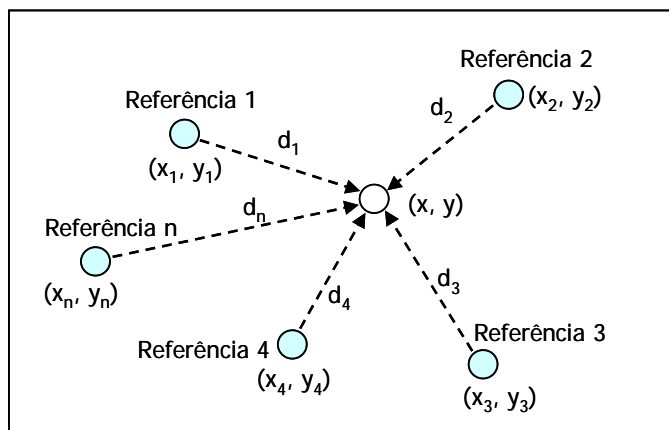 Referência 1
(x₁, y₁)
d₁
Referência 2
(x₂, y₂)
d₂
(x, y)
Referência n
(xₙ, yₙ)
dₙ
Referência 4
(x₄, y₄)
d₄
Referência 3
(x₃, y₃)
d₃